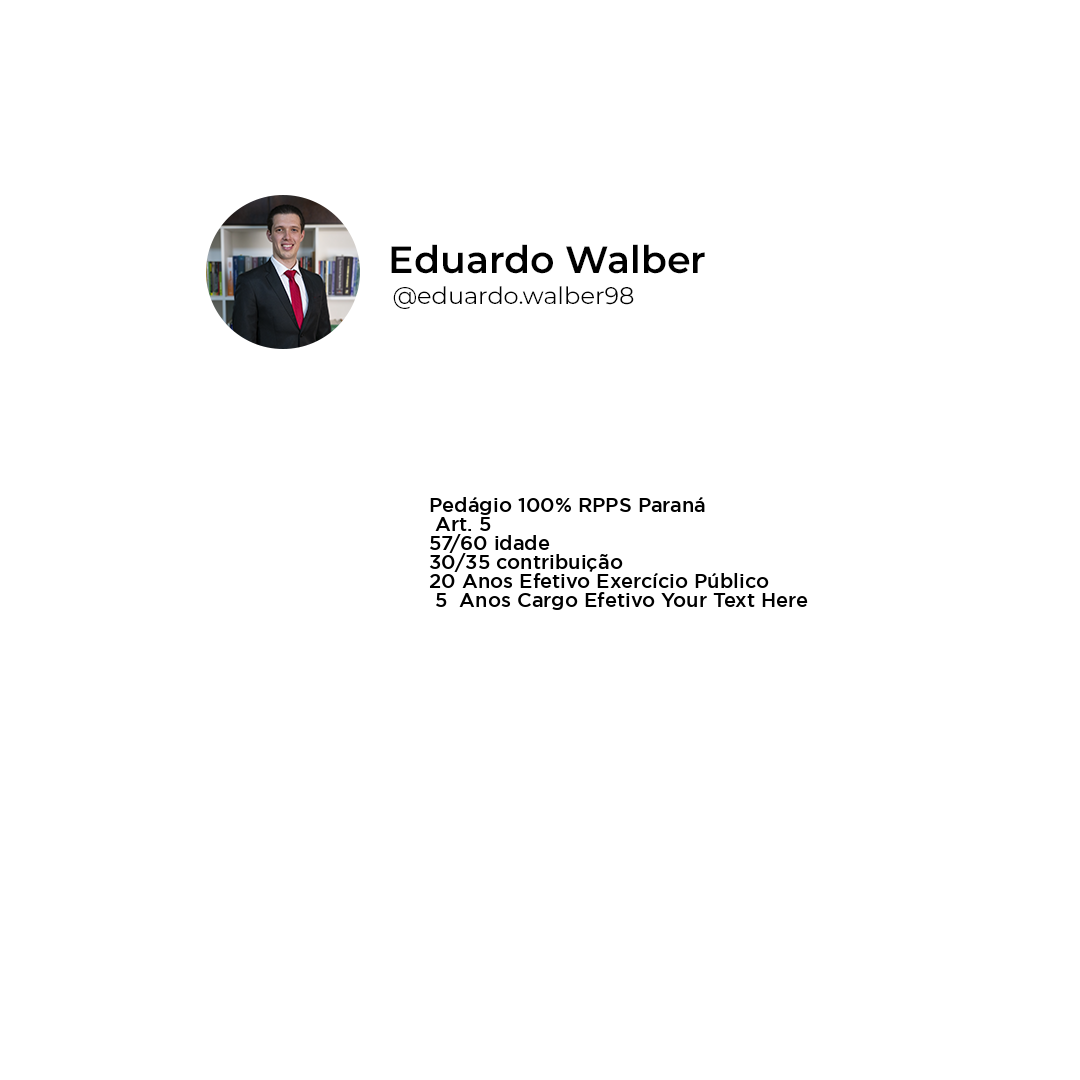 Eduardo Walber
@eduardo.walber98
Pedágio 100% RPPS Paraná
Art. 5
57/60 idade
30/35 contribuição
20 Anos Efetivo Exercício Público
5 Anos Cargo Efetivo Your Text Here